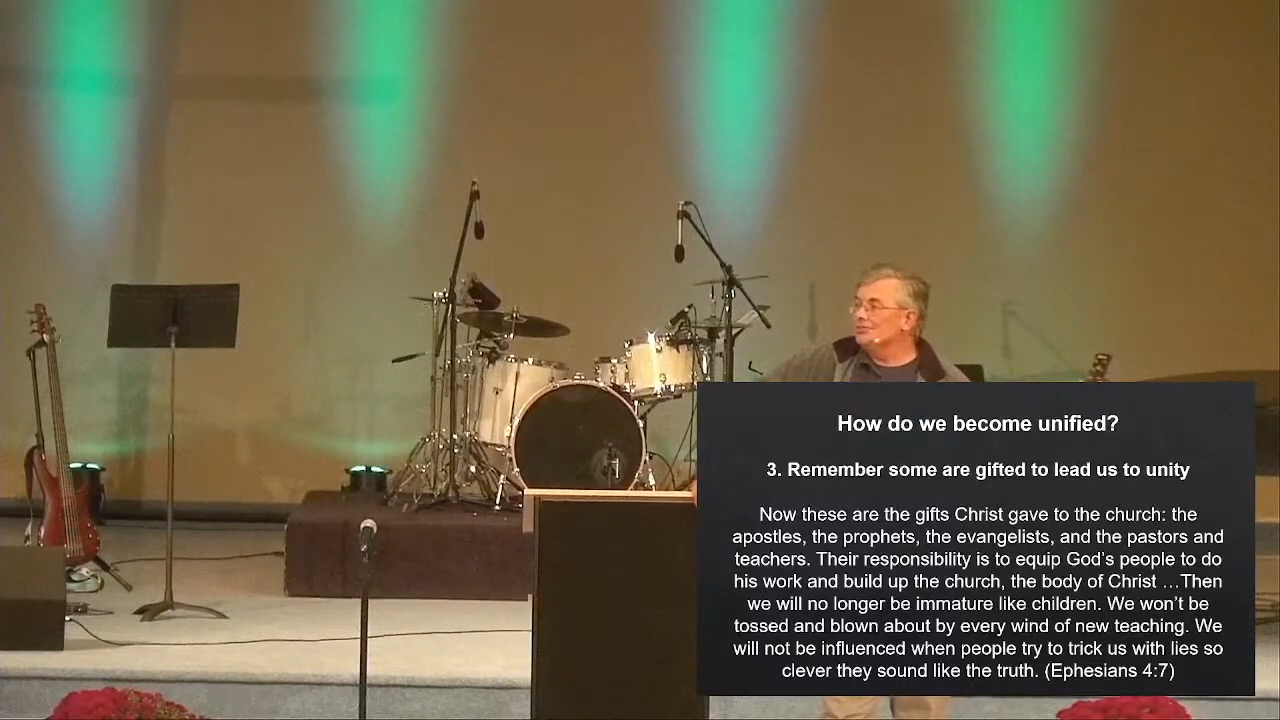 How do we become unified?
3. Remember some are gifted to lead us to unity
Now these are the gifts Christ gave to the church: the
apostles, the prophets, the evangelists, and the pastors and
teachers. Their responsibility is to equip God’s people to do
his work and build up the church, the body of Christ …Then
we will no longer be immature like children. We won’t be
tossed and blown about by every wind of new teaching. We
will not be influenced when people try to trick us with lies so
clever they sound like the truth. (Ephesians 4:7)